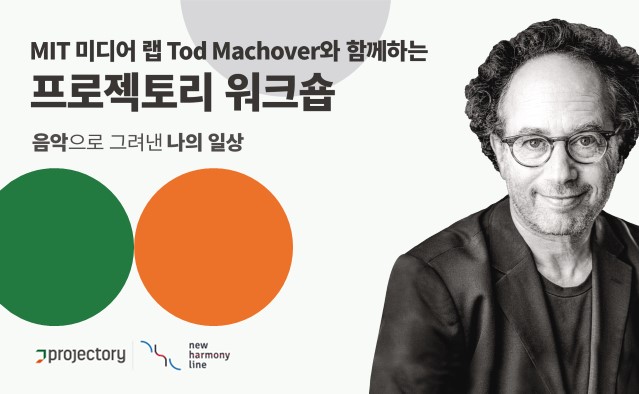 MIT 미디어 랩 Tod Machover와 함께하는
프로젝토리 워크숍
음악으로 그려낸 나의 일상
projectory
new
harmony
line